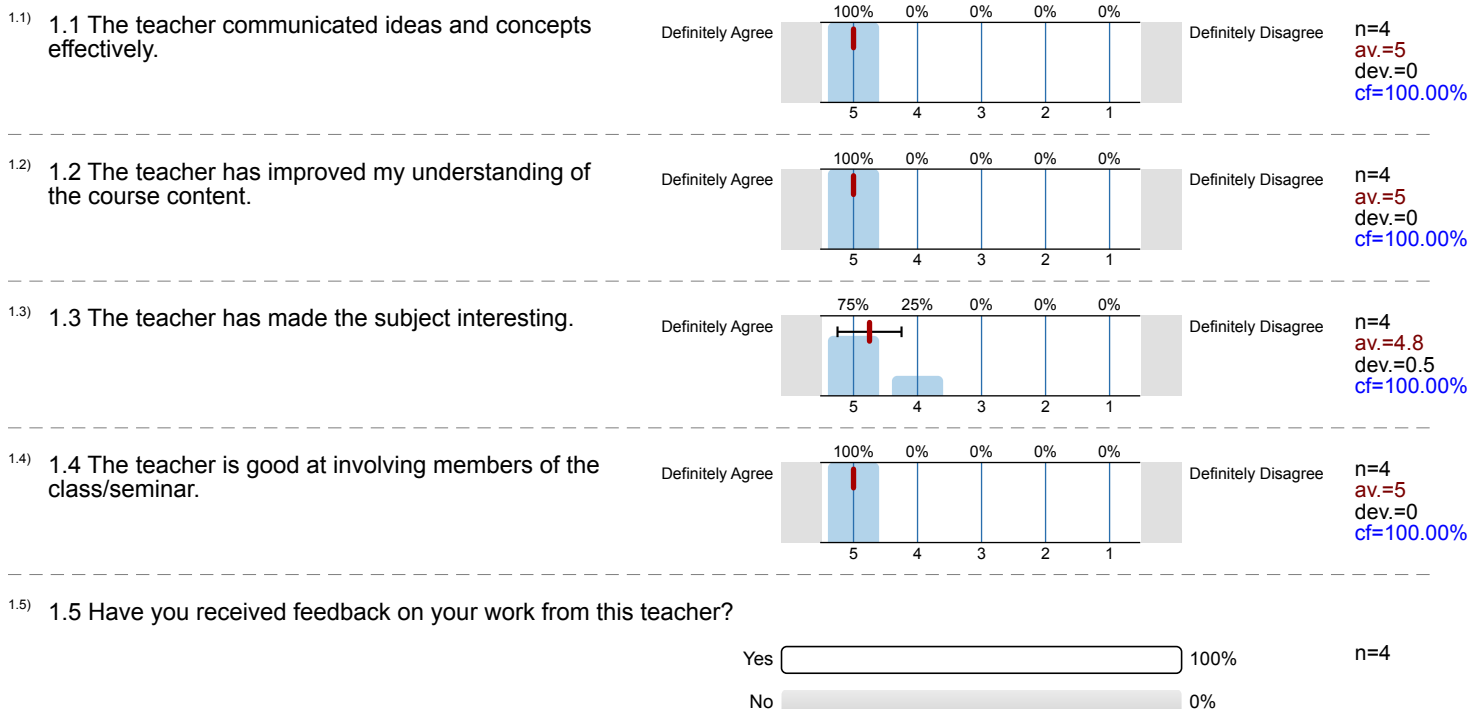 1.1) 1.1 The teacher communicated ideas and concepts
effectively.
100% 0% 0% 0% 0%
Definitely Agree Definitely Disagree
5 4 3 2 1
n=4
av.=5
dev.=0
cf=100.00%
1.2) 1.2 The teacher has improved my understanding of
the course content.
100% 0% 0% 0% 0%
Definitely Agree Definitely Disagree
5 4 3 2 1
n=4
av.=5
dev.=0
cf=100.00%
1.3) 1.3 The teacher has made the subject interesting.
75% 25% 0% 0% 0%
Definitely Agree Definitely Disagree
5 4 3 2 1
n=4
av.=4.8
dev.=0.5
cf=100.00%
1.4) 1.4 The teacher is good at involving members of the
class/seminar.
100% 0% 0% 0% 0%
Definitely Agree Definitely Disagree
5 4 3 2 1
n=4
av.=5
dev.=0
cf=100.00%
1.5) 1.5 Have you received feedback on your work from this teacher?
Yes 100% n=4
No 0%